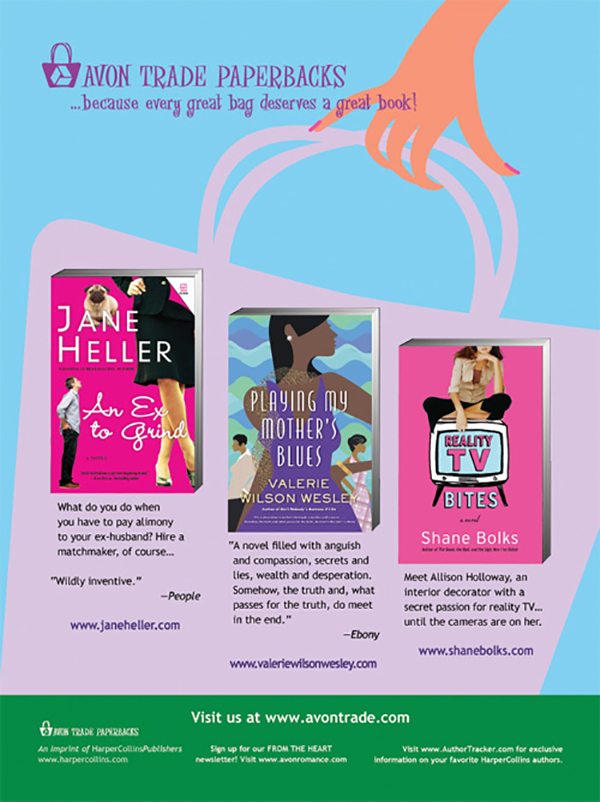 AVON TRADE PAPERBACKS
...because every great bag deserves a great book!
JANE
HELLER
An Ex
to Grind
A NOVEL
PLAYING MY
MOTHER'S
BLUES
VALERIE
WILSON WESLEY
REALITY
TV
BITES
a novel
Shane Bolks
What do you do when
you have to pay alimony
to your ex-husband? Hire a
matchmaker, of course...
"Wildly inventive."
—People
www.janeheller.com
"A novel filled with anguish
and compassion, secrets and
lies, wealth and desperation.
Somehow, the truth and, what
passes for the truth, do meet
in the end."
—Ebony
www.valeriewilsonwesley.com
Meet Allison Holloway, an
interior decorator with a
secret passion for reality TV...
until the cameras are on her.
www.shanebolks.com
Visit us at www.avontrade.com
AVON TRADE PAPERBACKS
An imprint of HarperCollinsPublishers
www.harpercollins.com
Sign up for our FROM THE HEART
newsletter! Visit www.avonromance.com
Visit www.AuthorTracker.com for exclusive
information on your favorite HarperCollins authors.